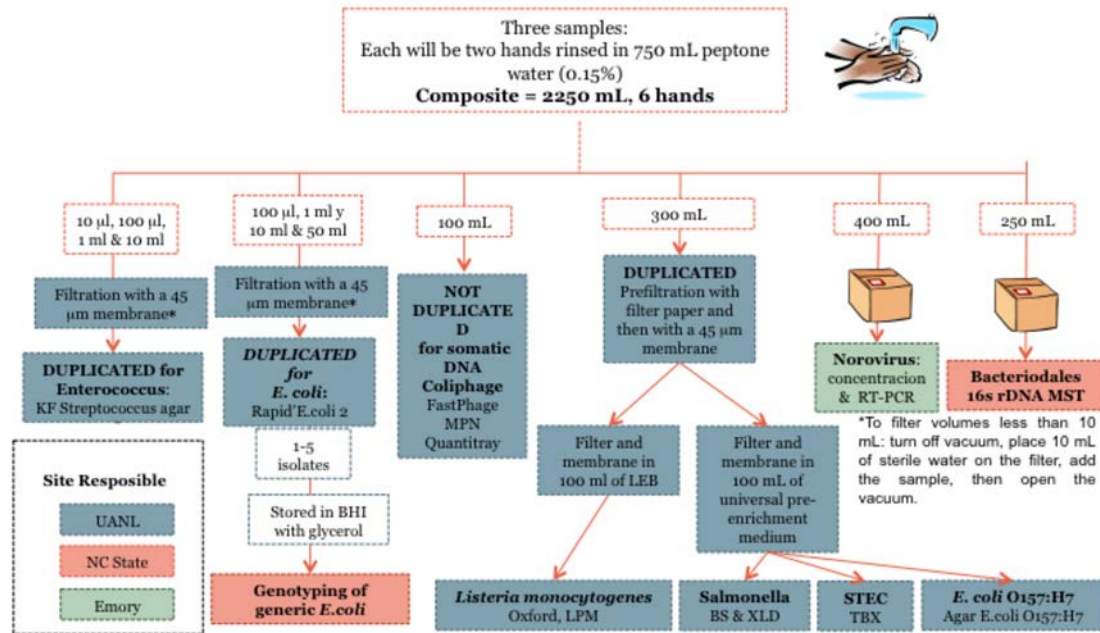 Three samples:
Each will be two hands rinsed in 750 mL peptone
water (0.15%)
Composite = 2250 mL, 6 hands
10 µl, 100 µl,
1 ml & 10 ml
100 µl, 1 ml y
10 ml & 50 ml
100 mL
300 mL
400 mL
250 mL
Filtration with a 45
µm membrane*
Filtration with a 45
µm membrane*
NOT
DUPLICATE
D
for somatic
DNA
Coliphage
FastPhage
MPN
Quantitray
DUPLICATED
Prefiltration with
filter paper and
then with a 45 µm
membrane
DUPLICATED for
Enterococcus:
KF Streptococcus agar
DUPLICATED
for
E. coli:
Rapid'E.coli 2
Norovirus:
concentracion
& RT-PCR
Bacteriodales
16s rDNA MST
*To filter volumes less than 10
mL: turn off vacuum, place 10 mL
of sterile water on the filter, add
the sample, then open the
vacuum.
1-5
isolates
Filter and
membrane in
100 ml of LEB
Filter and
membrane in
100 mL of
universal pre-
enrichment
medium
Stored in BHI
with glycerol
Site Resposible
UANL
NC State
Emory
Genotyping of
generic E.coli
Listeria monocytogenes
Oxford, LPM
Salmonella
BS & XLD
STEC
TBX
E. coli O157:H7
Agar E.coli O157:H7